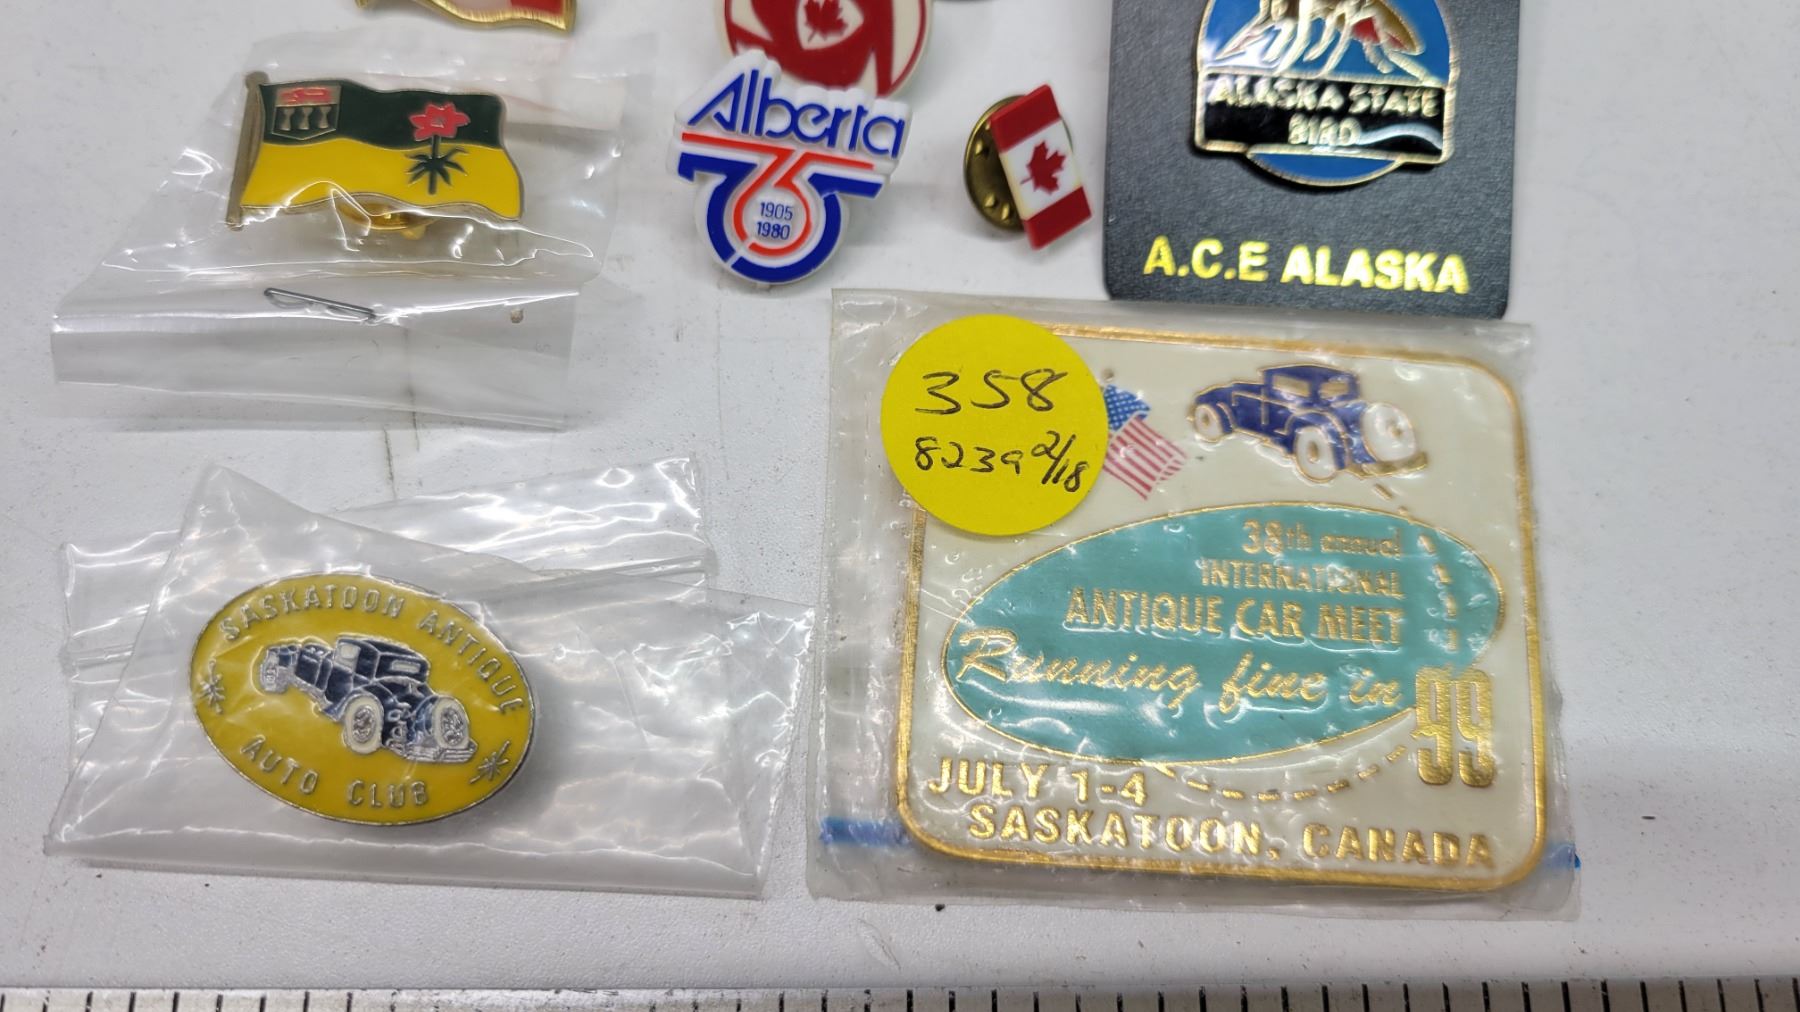 Alberta
75
1905
1980
ALASKA STATE
BIRD
A.C.E ALASKA
358
8239 2/18
38th annual
INTERNATIONAL
ANTIQUE CAR MEET
Running fine in 99
JULY 1-4
SASKATOON, CANADA
SASKATOON ANTIQUE
AUTO CLUB